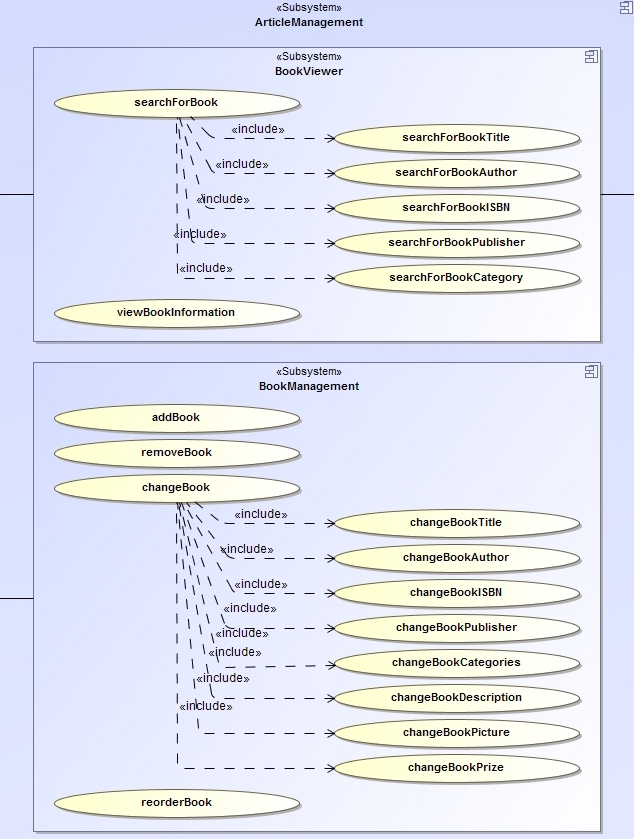 «Subsystem»
ArticleManagement
«Subsystem»
BookViewer
searchForBook
«include»
searchForBookTitle
«include»
searchForBookAuthor
«include»
searchForBookISBN
«include»
searchForBookPublisher
«include»
searchForBookCategory
viewBookInformation
«Subsystem»
BookManagement
addBook
removeBook
changeBook
«include»
changeBookTitle
«include»
changeBookAuthor
«include»
changeBookISBN
«include»
changeBookPublisher
«include»
changeBookCategories
«include»
changeBookDescription
«include»
changeBookPicture
«include»
changeBookPrize
reorderBook